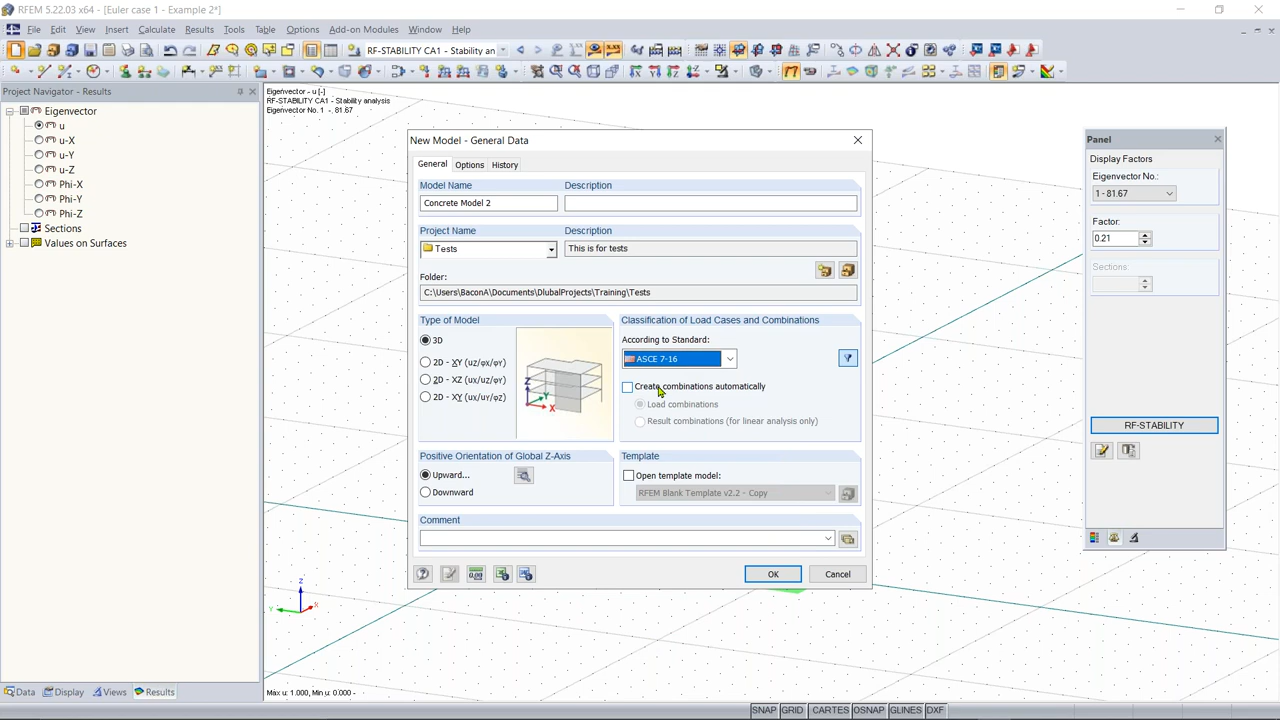 RFEM 5.22.03 x64 - [Euler case 1 - Example 2*]
File Edit View Insert Calculate Results Tools Table Options Add-on Modules Window Help
RF-STABILITY CA1 - Stability an
Project Navigator - Results
Eigenvector
u
u-X
u-Y
u-Z
Phi-X
Phi-Y
Phi-Z
Sections
Values on Surfaces
Data Display Views Results
Eigenvector - u [-]
RF-STABILITY CA1 - Stability analysis
Eigenvector No. 1 - 81.67
New Model - General Data
General Options History
Model Name Description
Concrete Model 2
Project Name Description
Tests This is for tests
Folder:
C:\Users\BaconA\Documents\DlubalProjects\Training\Tests
Type of Model
3D
2D - XY (uZ/φX/φY)
2D - XZ (uX/uZ/φY)
2D - XY (uX/uY/φZ)
Z Y X
Classification of Load Cases and Combinations
According to Standard:
ASCE 7-16
Create combinations automatically
Load combinations
Result combinations (for linear analysis only)
Positive Orientation of Global Z-Axis
Upward...
Downward
Template
Open template model:
RFEM Blank Template v2.2 - Copy
Comment
OK Cancel
Panel
Display Factors
Eigenvector No.:
1 - 81.67
Factor:
0.21
Sections:
RF-STABILITY
Z
Y X
Max u: 1.000, Min u: 0.000 -
SNAP GRID CARTES OSNAP GLINES DXF